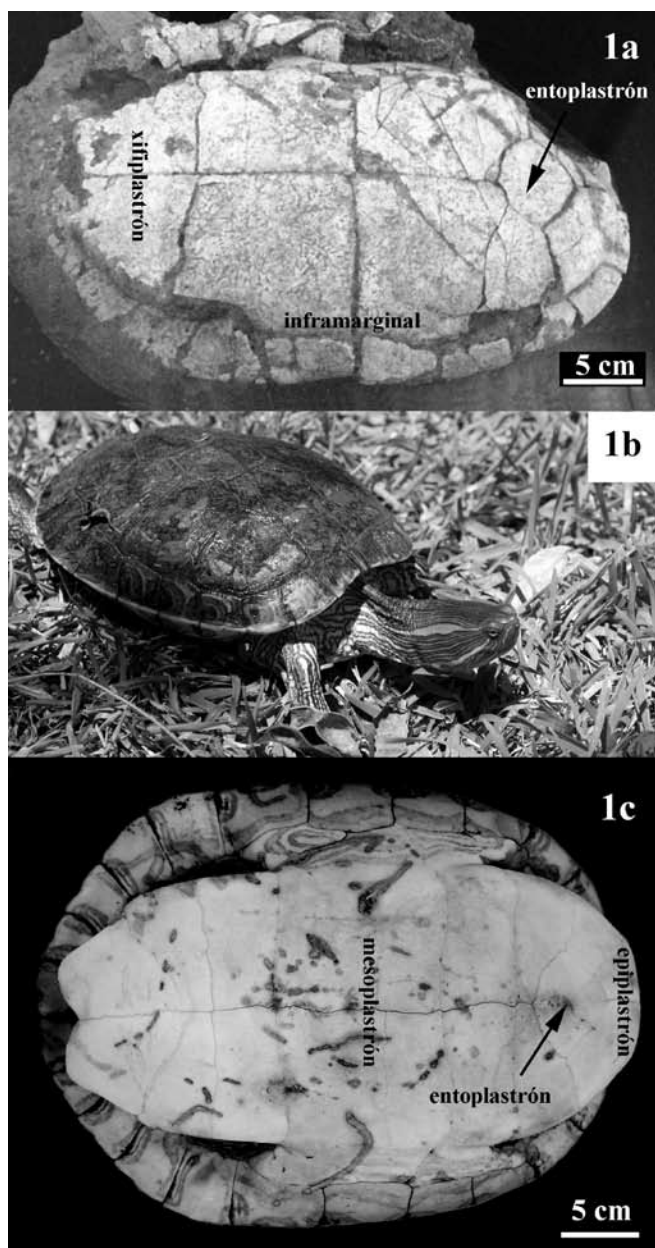 1a
entoplastrón
xifiplastrón
inframarginal
5 cm
1b
1c
mesoplastrón
epiplastrón
entoplastrón
5 cm